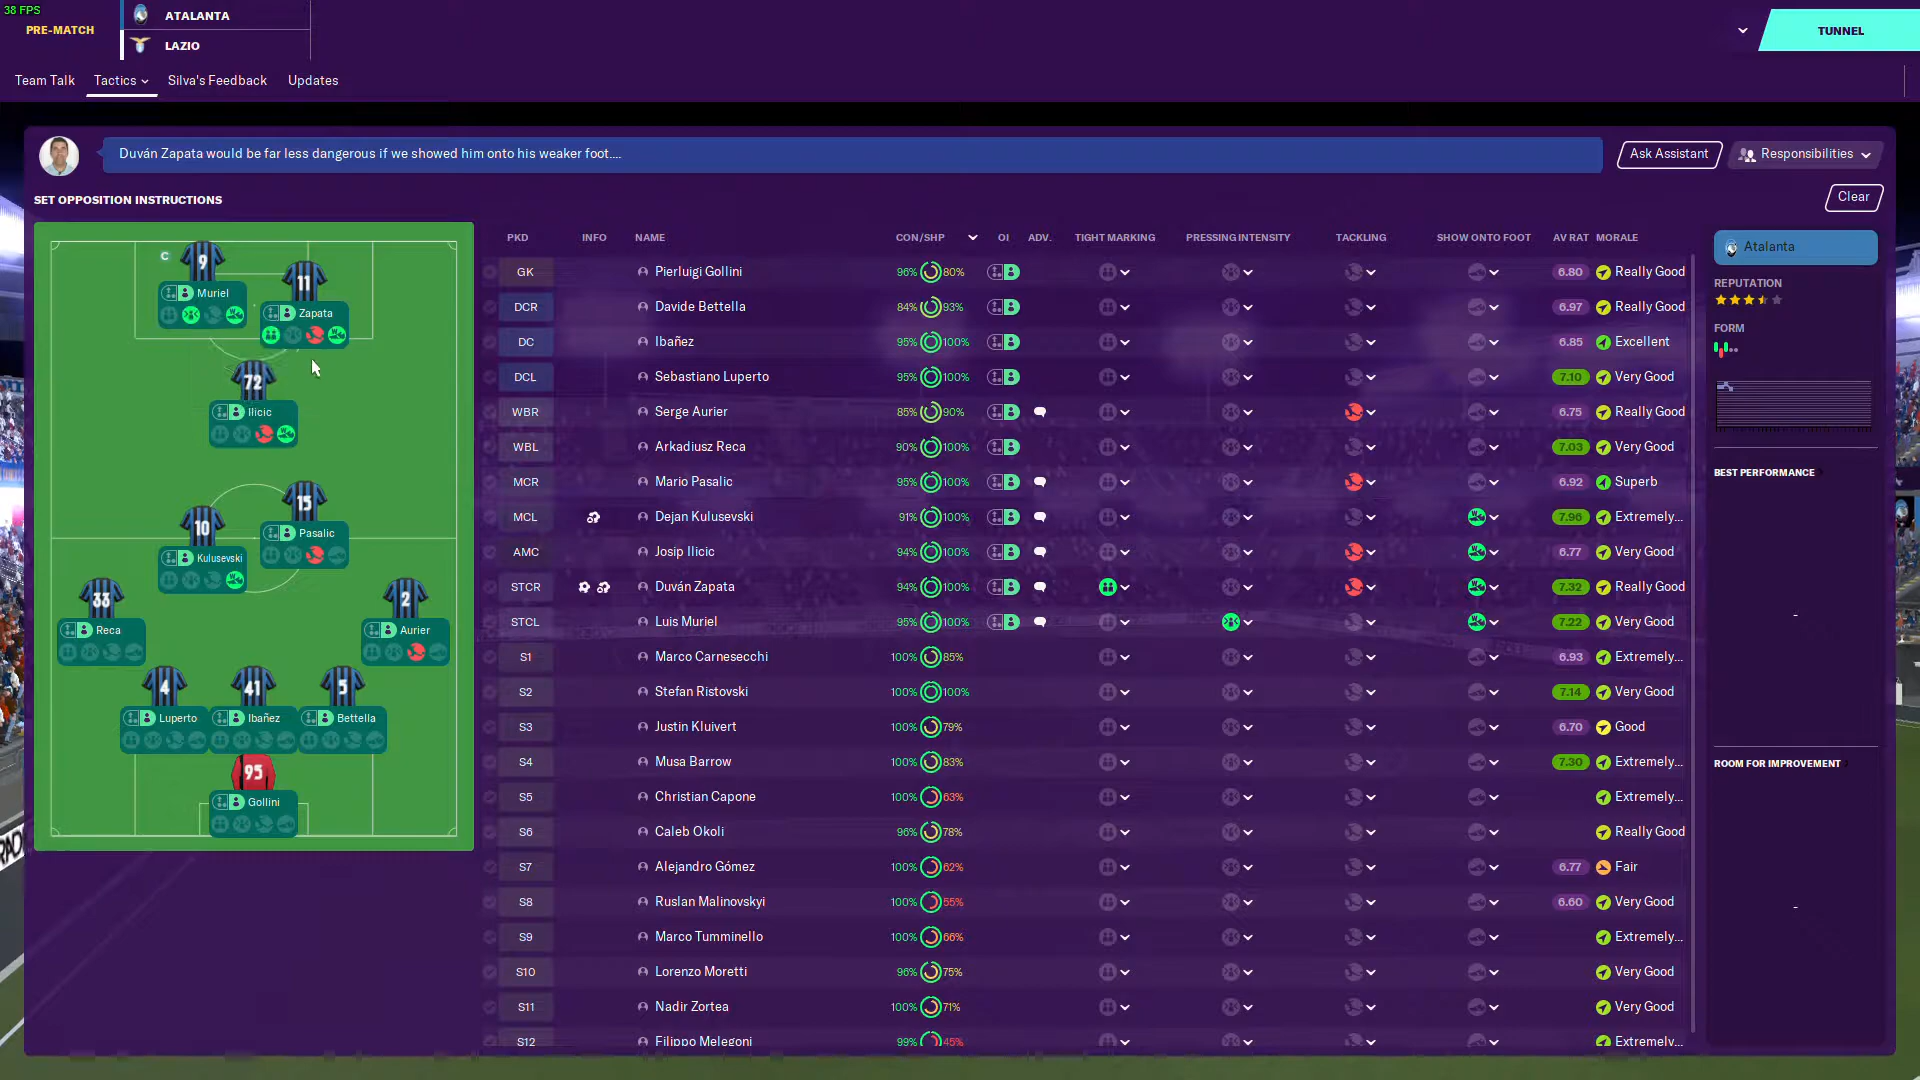 38 FPS
PRE-MATCH
ATALANTA
LAZIO
TUNNEL
Team Talk Tactics Silva's Feedback Updates
Duván Zapata would be far less dangerous if we showed him onto his weaker foot....
Ask Assistant Responsibilities
SET OPPOSITION INSTRUCTIONS
Clear
C 9
Muriel
11
Zapata
72
Ilicic
15
Pasalic
10
Kulusevski
33
Reca
2
Aurier
4
Luperto
41
Ibañez
5
Bettella
95
Gollini
PKD INFO NAME CON/SHP OI ADV. TIGHT MARKING PRESSING INTENSITY TACKLING SHOW ONTO FOOT AV RAT MORALE
GK Pierluigi Gollini 96% 80% 6.80 Really Good
DCR Davide Bettella 84% 93% 6.97 Really Good
DC Ibañez 95% 100% 6.85 Excellent
DCL Sebastiano Luperto 95% 100% 7.10 Very Good
WBR Serge Aurier 85% 90% 6.75 Really Good
WBL Arkadiusz Reca 90% 100% 7.03 Very Good
MCR Mario Pasalic 95% 100% 6.92 Superb
MCL Dejan Kulusevski 91% 100% 7.96 Extremely...
AMC Josip Ilicic 94% 100% 6.77 Very Good
STCR Duván Zapata 94% 100% 7.32 Really Good
STCL Luis Muriel 95% 100% 7.22 Very Good
S1 Marco Carnesecchi 100% 85% 6.93 Extremely...
S2 Stefan Ristovski 100% 100% 7.14 Very Good
S3 Justin Kluivert 100% 79% 6.70 Good
S4 Musa Barrow 100% 83% 7.30 Extremely...
S5 Christian Capone 100% 63% Extremely...
S6 Caleb Okoli 96% 78% Really Good
S7 Alejandro Gómez 100% 62% 6.77 Fair
S8 Ruslan Malinovskyi 100% 55% 6.60 Very Good
S9 Marco Tumminello 100% 66% Extremely...
S10 Lorenzo Moretti 96% 75% Very Good
S11 Nadir Zortea 100% 71% Very Good
S12 Filippo Melegoni 99% 45% Extremely...
Atalanta
REPUTATION
FORM
BEST PERFORMANCE
-
ROOM FOR IMPROVEMENT
-